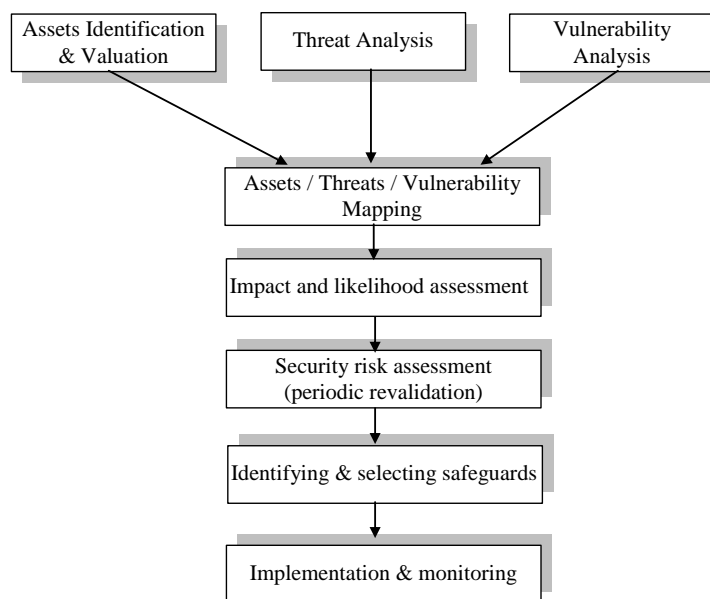 Assets Identification
& Valuation
Threat Analysis
Vulnerability
Analysis
Assets / Threats / Vulnerability
Mapping
Impact and likelihood assessment
Security risk assessment
(periodic revalidation)
Identifying & selecting safeguards
Implementation & monitoring